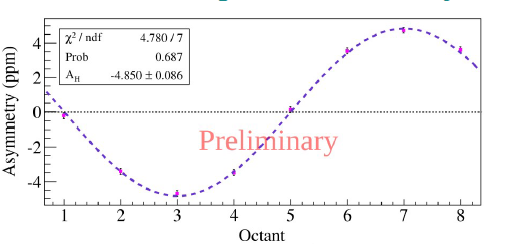 χ² / ndf 4.780 / 7
Prob 0.687
A_H -4.850 ± 0.086
Asymmetry (ppm)
4
2
0
-2
-4
Preliminary
1 2 3 4 5 6 7 8
Octant